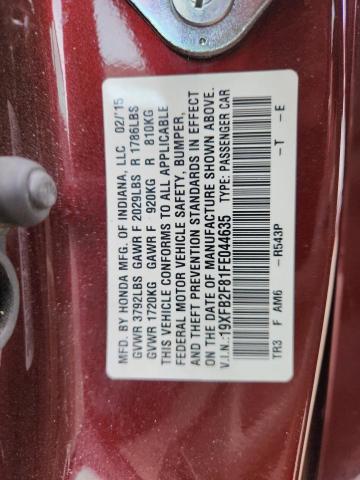 MFD. BY HONDA MFG. OF INDIANA, LLC 02/'15
GVWR 3792LBS GAWR F 2029LBS R 1786LBS
GVWR 1720KG GAWR F 920KG R 810KG
THIS VEHICLE CONFORMS TO ALL APPLICABLE
FEDERAL MOTOR VEHICLE SAFETY, BUMPER,
AND THEFT PREVENTION STANDARDS IN EFFECT
ON THE DATE OF MANUFACTURE SHOWN ABOVE.
V.I.N.:19XFB2F81FE044635 TYPE: PASSENGER CAR
TR3 F AM6 -R543P -T -E